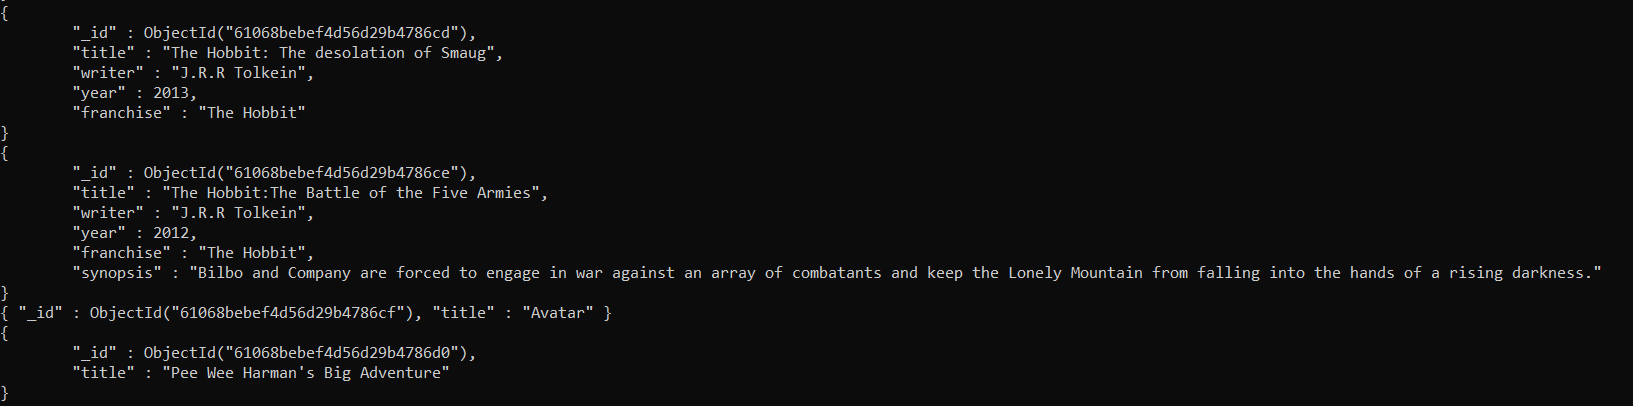 {
"_id" : ObjectId("61068bebef4d56d29b4786cd"),
"title" : "The Hobbit: The desolation of Smaug",
"writer" : "J.R.R Tolkein",
"year" : 2013,
"franchise" : "The Hobbit"
}
{
"_id" : ObjectId("61068bebef4d56d29b4786ce"),
"title" : "The Hobbit:The Battle of the Five Armies",
"writer" : "J.R.R Tolkein",
"year" : 2012,
"franchise" : "The Hobbit",
"synopsis" : "Bilbo and Company are forced to engage in war against an array of combatants and keep the Lonely Mountain from falling into the hands of a rising darkness."
}
{ "_id" : ObjectId("61068bebef4d56d29b4786cf"), "title" : "Avatar" }
{
"_id" : ObjectId("61068bebef4d56d29b4786d0"),
"title" : "Pee Wee Harman's Big Adventure"
}